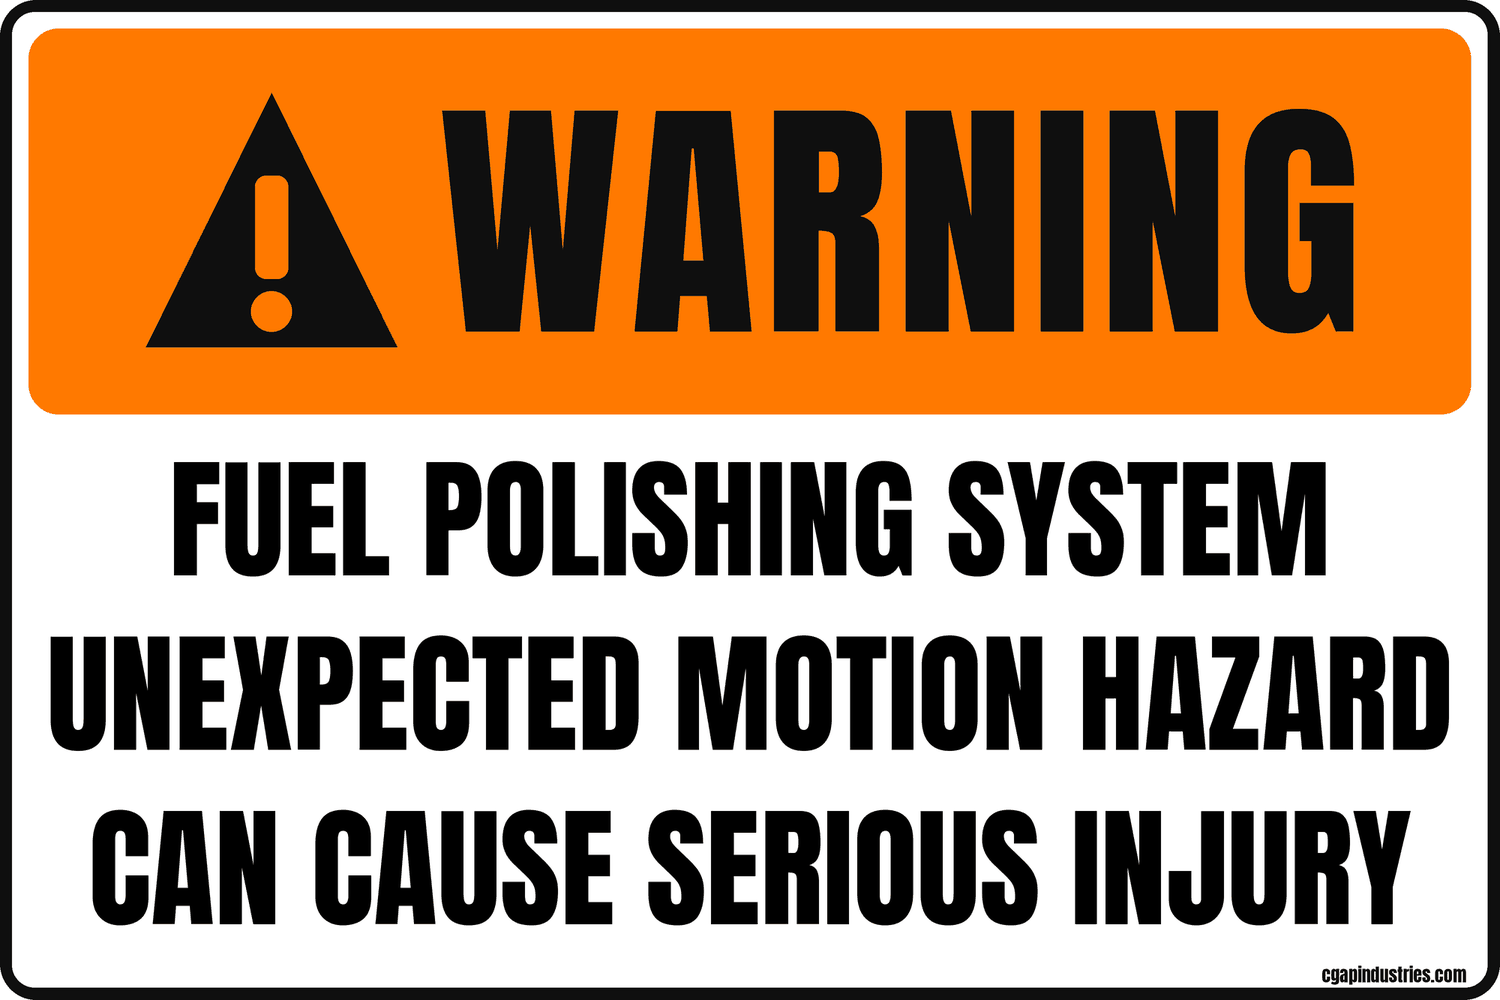 WARNING
FUEL POLISHING SYSTEM
UNEXPECTED MOTION HAZARD
CAN CAUSE SERIOUS INJURY
cgapindustries.com